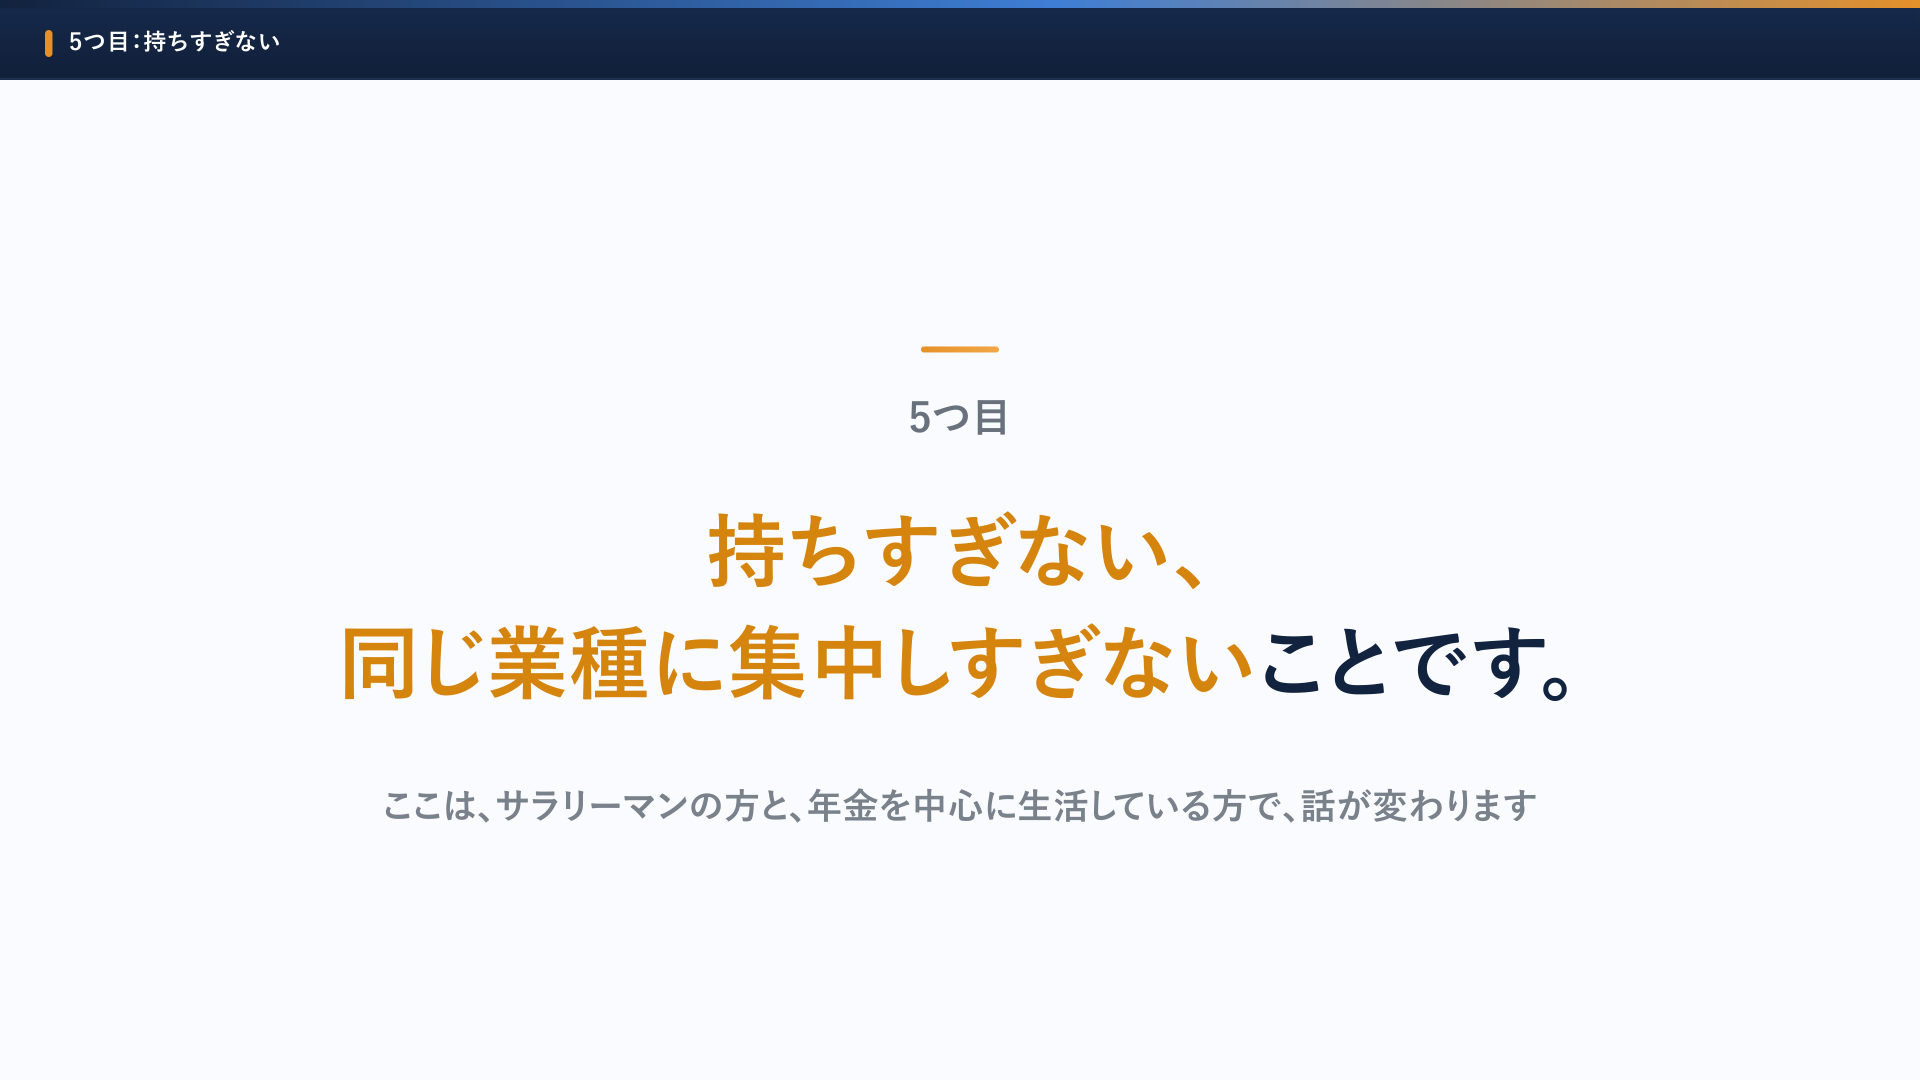 5つ目：持ちすぎない
5つ目
持ちすぎない、
同じ業種に集中しすぎないことです。
ここは、サラリーマンの方と、年金を中心に生活している方で、話が変わります